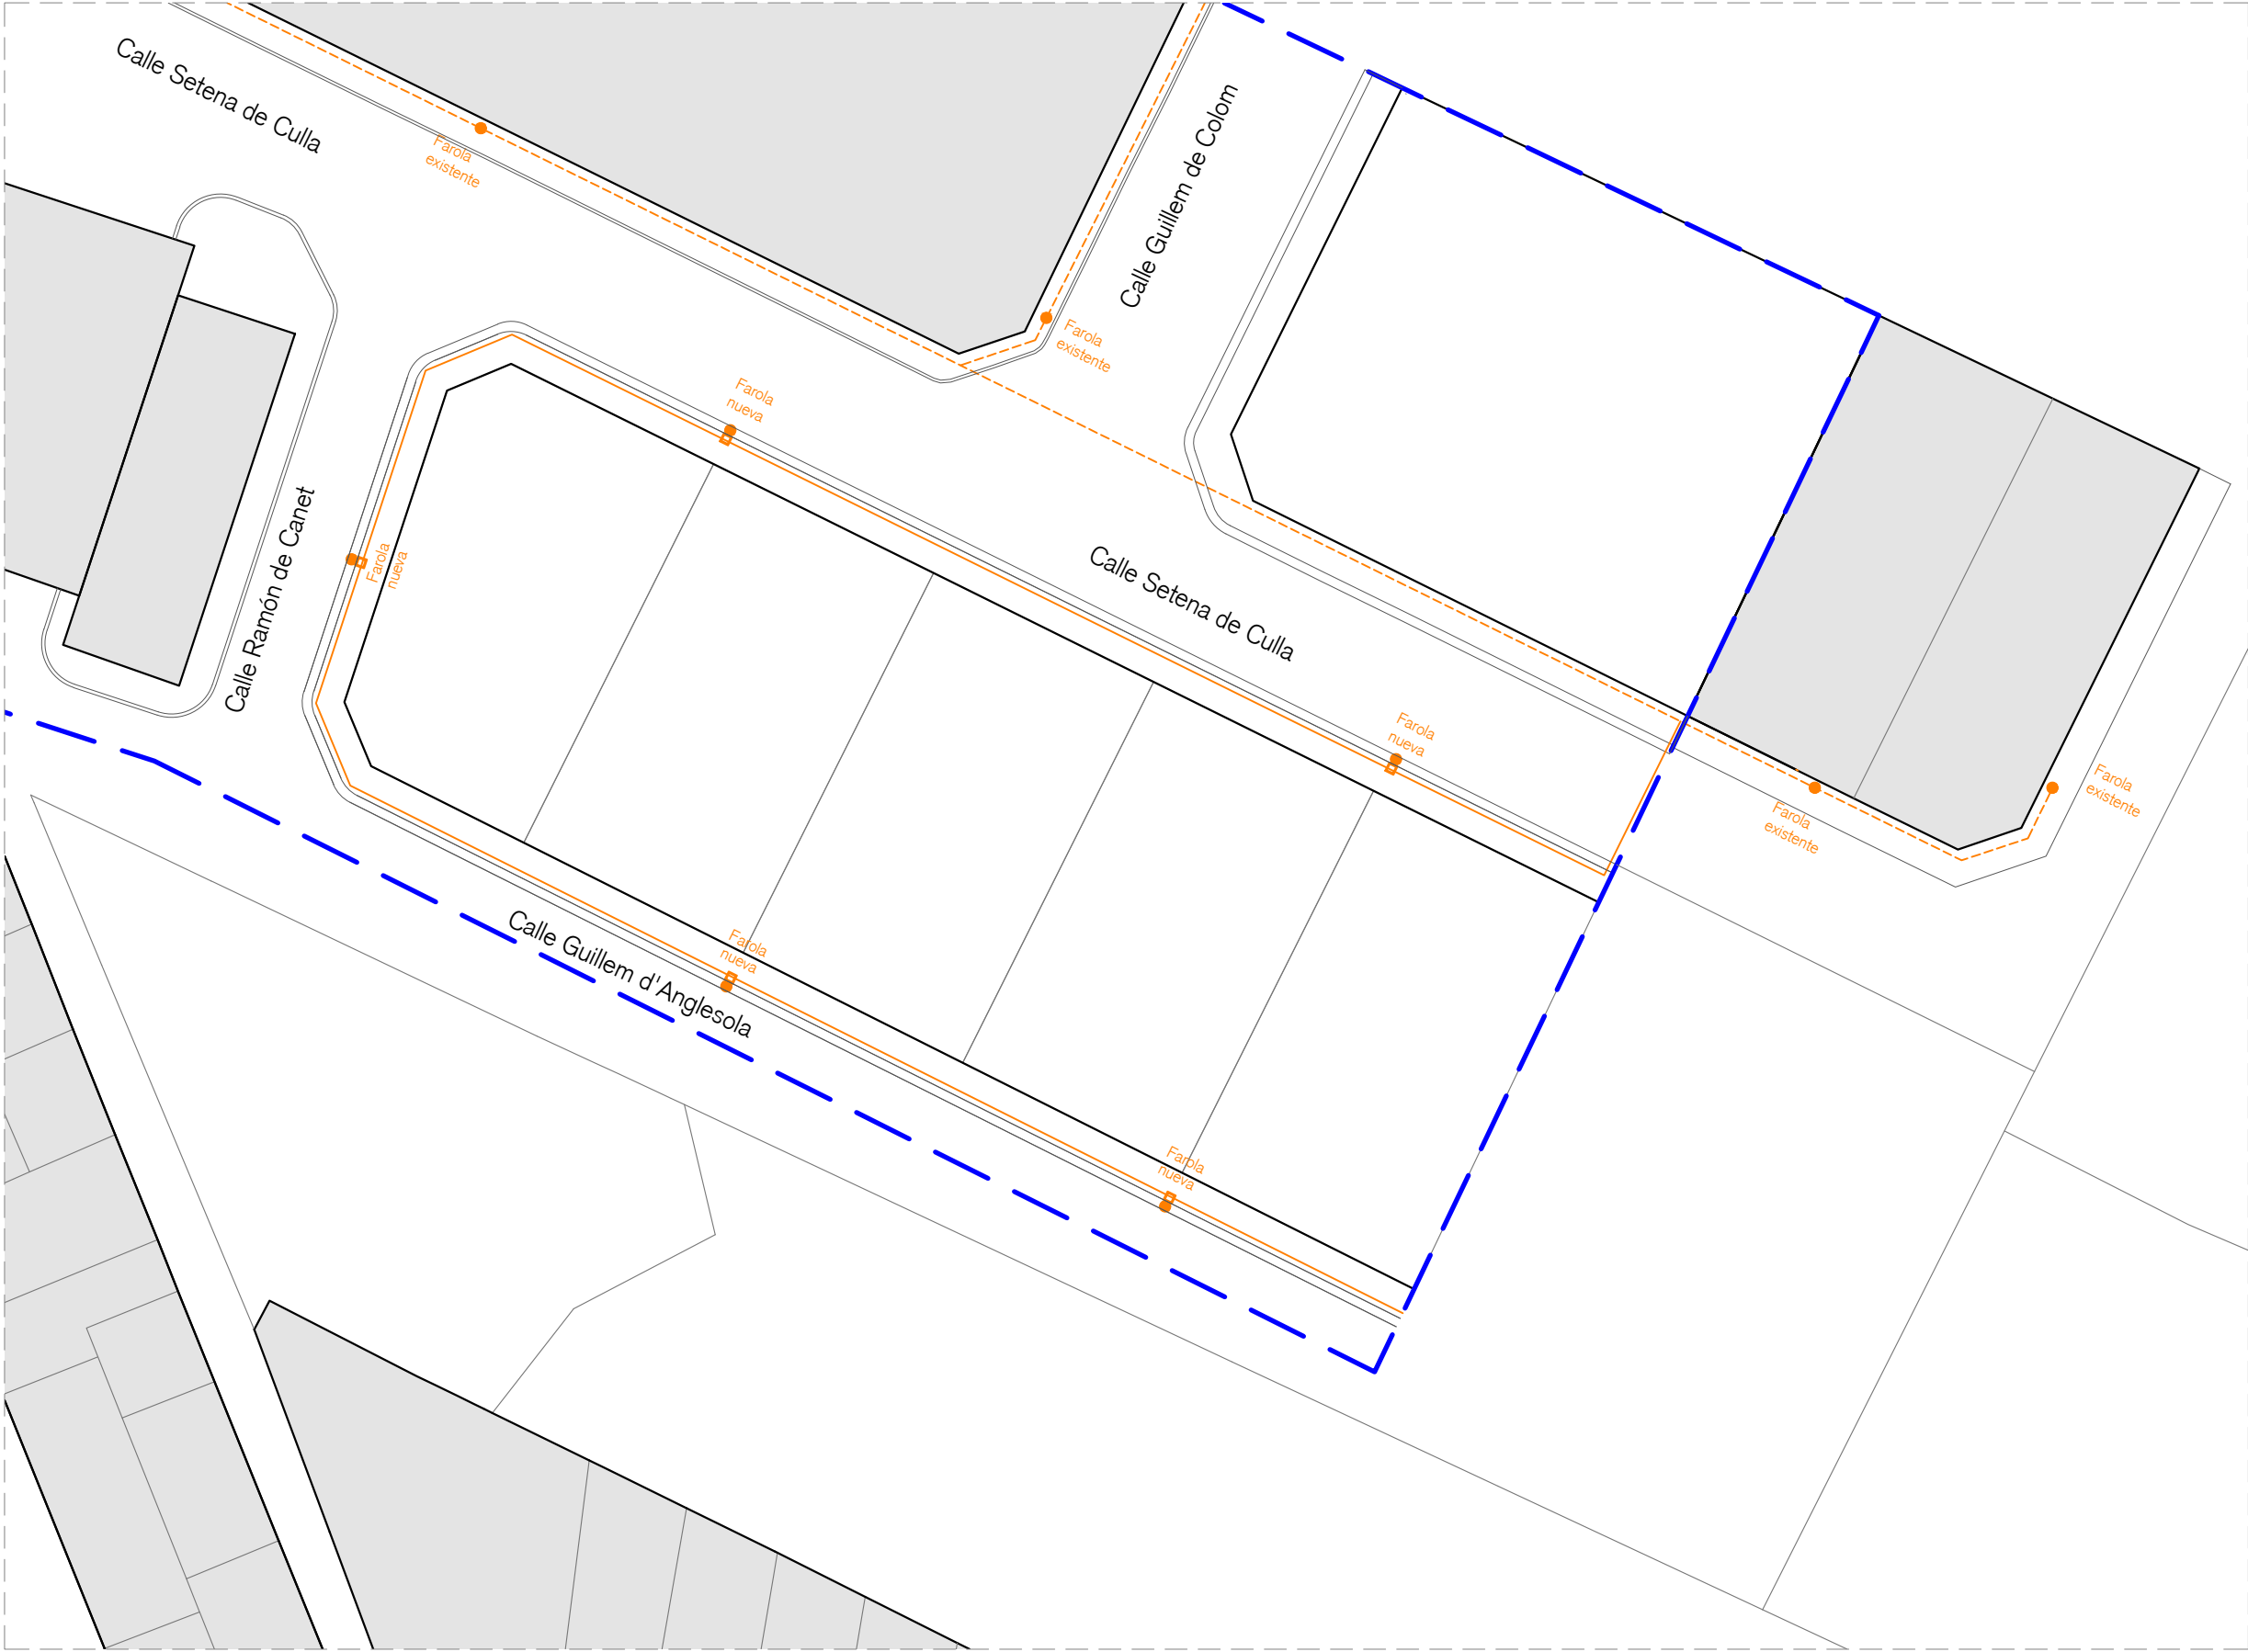 Calle Setena de Culla
Farola
existente
Calle Guillem de Colom
Farola
existente
Farola
nueva
Calle Ramón de Canet
Farola
nueva
Calle Setena de Culla
Farola
nueva
Farola
existente
Farola
existente
Calle Guillem d'Anglesola
Farola
nueva
Farola
nueva